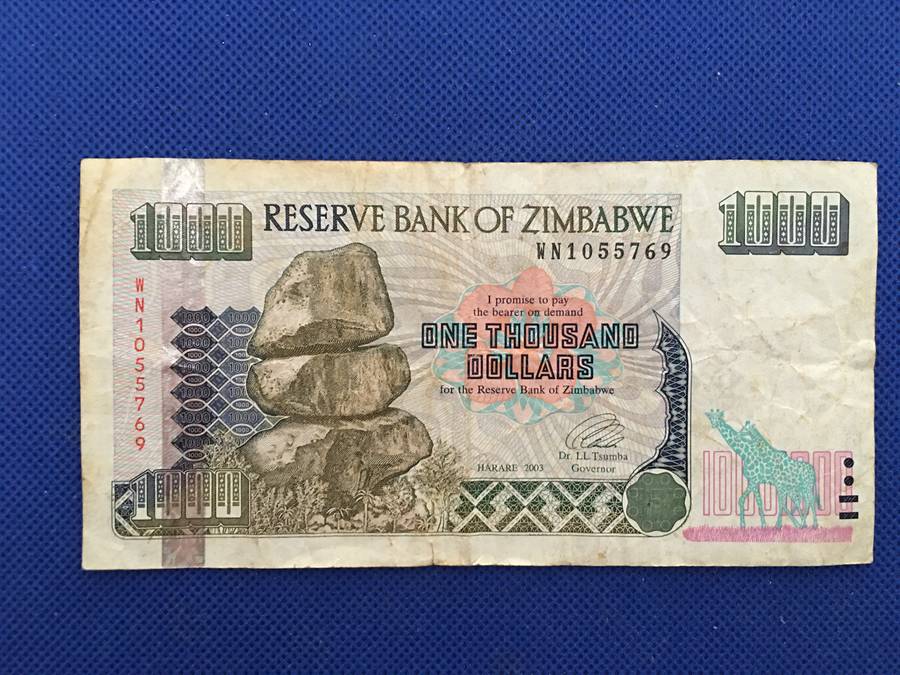 1000
RESERVE BANK OF ZIMBABWE
1000
WN1055769
WN1055769
I promise to pay
the bearer on demand
ONE THOUSAND
DOLLARS
for the Reserve Bank of Zimbabwe
Dr. L.L Tsumba
HARARE 2003 Governor
1000
1000